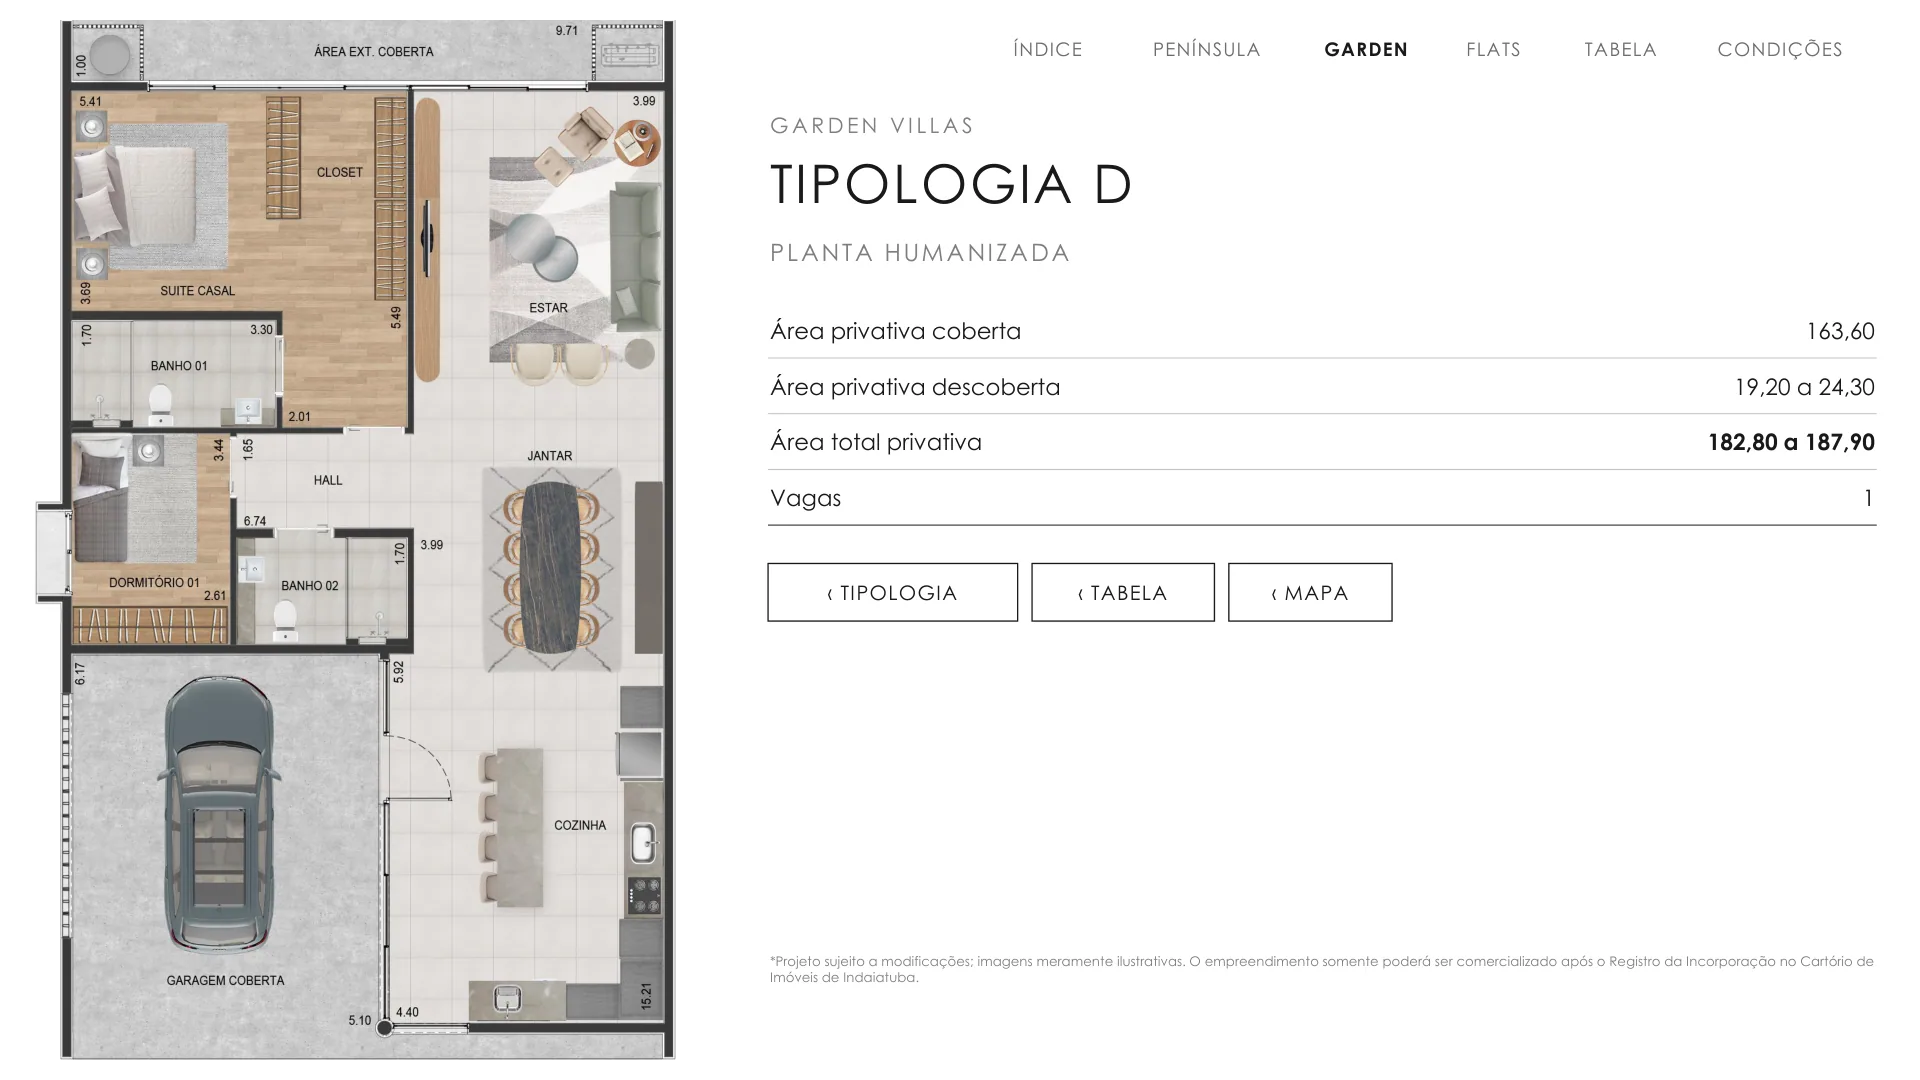 9.71
ÁREA EXT. COBERTA
1.00
5.41
3.99
CLOSET
3.69
SUITE CASAL
5.49
ESTAR
1.70
3.30
BANHO 01
2.01
3.44
1.65
JANTAR
HALL
6.74
3.99
1.70
DORMITÓRIO 01
BANHO 02
2.61
6.17
5.92
COZINHA
GARAGEM COBERTA
15.21
4.40
5.10
ÍNDICE PENÍNSULA GARDEN FLATS TABELA CONDIÇÕES
GARDEN VILLAS
TIPOLOGIA D
PLANTA HUMANIZADA
Área privativa coberta 163,60
Área privativa descoberta 19,20 a 24,30
Área total privativa 182,80 a 187,90
Vagas 1
‹ TIPOLOGIA ‹ TABELA ‹ MAPA
*Projeto sujeito a modificações; imagens meramente ilustrativas. O empreendimento somente poderá ser comercializado após o Registro da Incorporação no Cartório de
Imóveis de Indaiatuba.